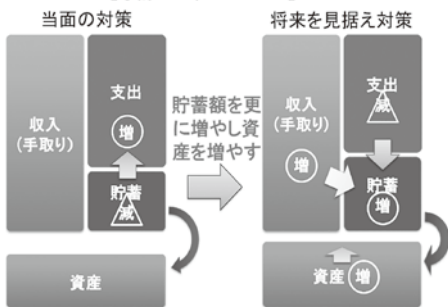 当面の対策
将来を見据え対策
収入
(手取り)
支出
増
貯蓄
減
資産
貯蓄額を更
に増やし資
産を増やす
収入
(手取り)
増
支出
減
貯蓄
増
資産
増